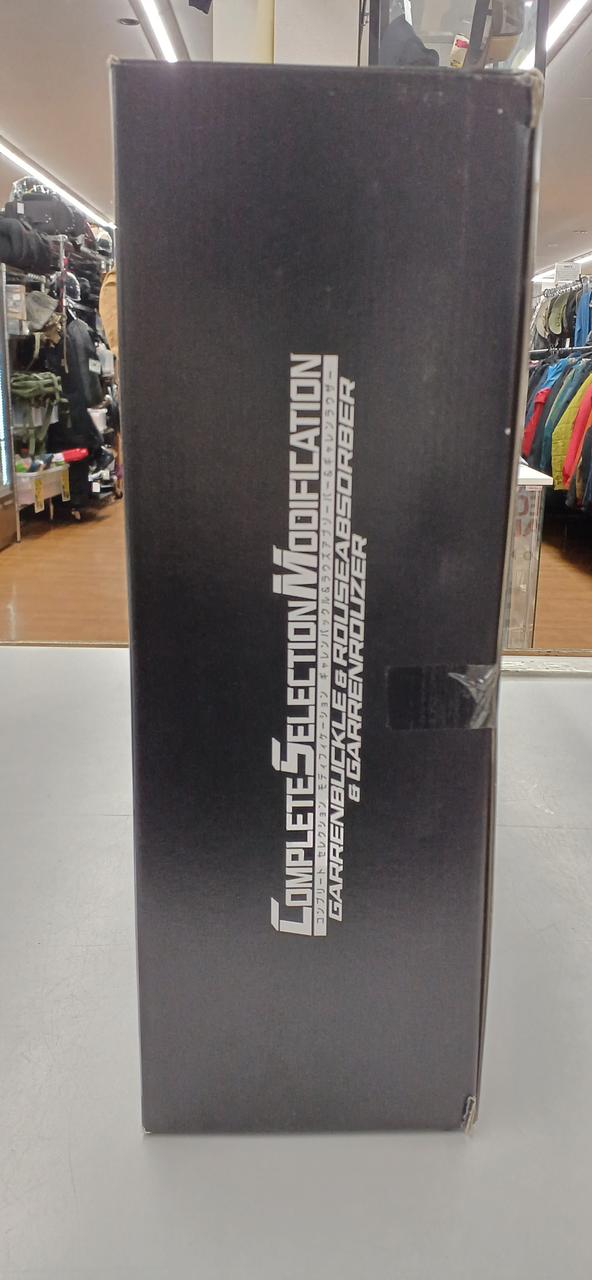 COMPLETE SELECTION MODIFICATION
コンプリート セレクション モディフィケーション ギャレンバックル&ラウズアブゾーバー&ギャレンラウザー
GARRENBUCKLE & ROUSEABSORBER
& GARRENROUZER